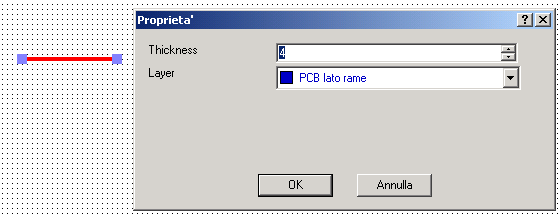 Proprieta'
Thickness 4
Layer PCB lato rame
OK Annulla